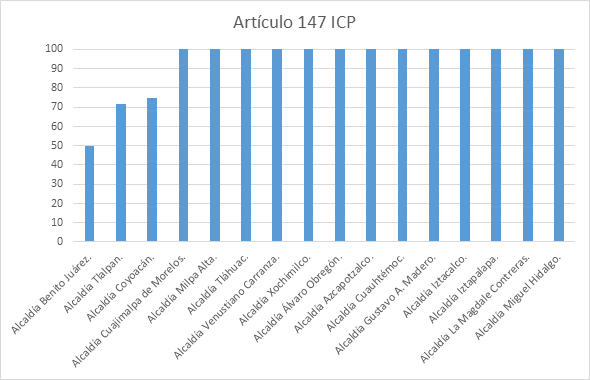 Artículo 147 ICP
100
90
80
70
60
50
40
30
20
10
0
Alcaldía Benito Juárez.
Alcaldía Tlalpan.
Alcaldía Coyoacán.
Alcaldía Cuajimalpa de Morelos.
Alcaldía Milpa Alta.
Alcaldía Tláhuac.
Alcaldía Venustiano Carranza.
Alcaldía Xochimilco.
Alcaldía Álvaro Obregón.
Alcaldía Azcapotzalco.
Alcaldía Cuauhtémoc.
Alcaldía Gustavo A. Madero.
Alcaldía Iztacalco.
Alcaldía Iztapalapa.
Alcaldía La Magdale Contreras.
Alcaldía Miguel Hidalgo.